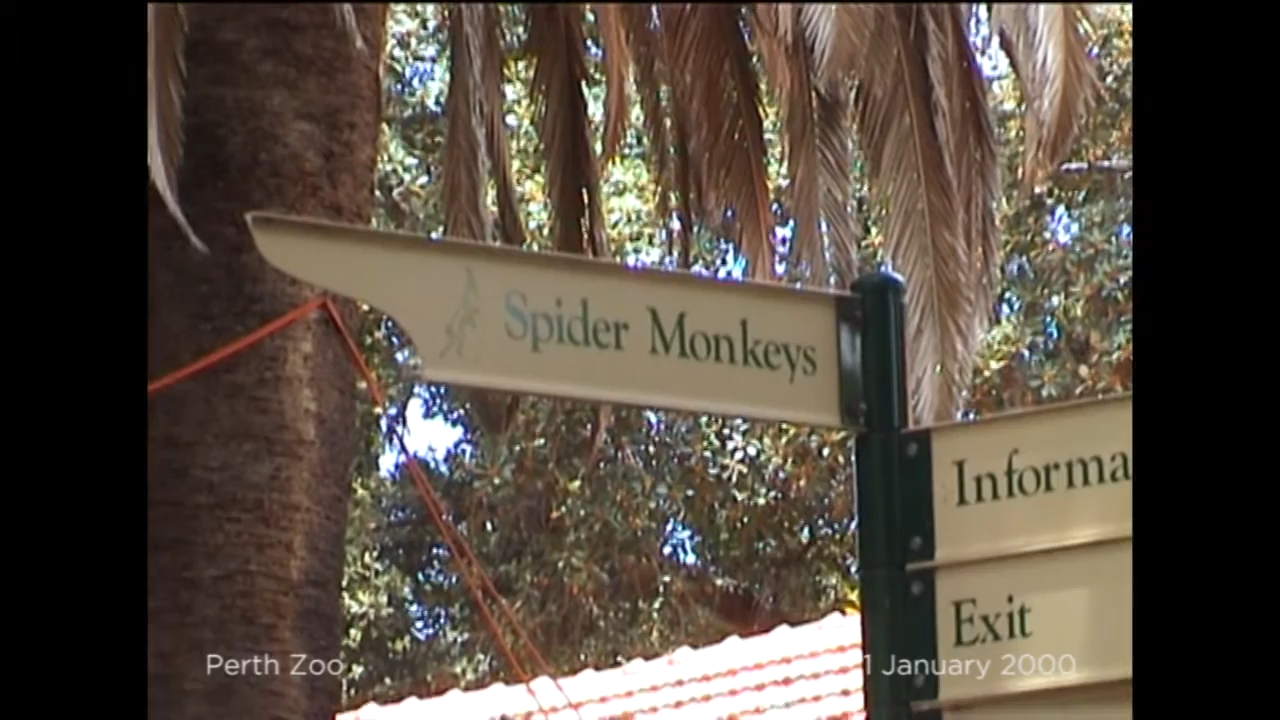 Spider Monkeys
Informa
Exit
Perth Zoo
1 January 2000